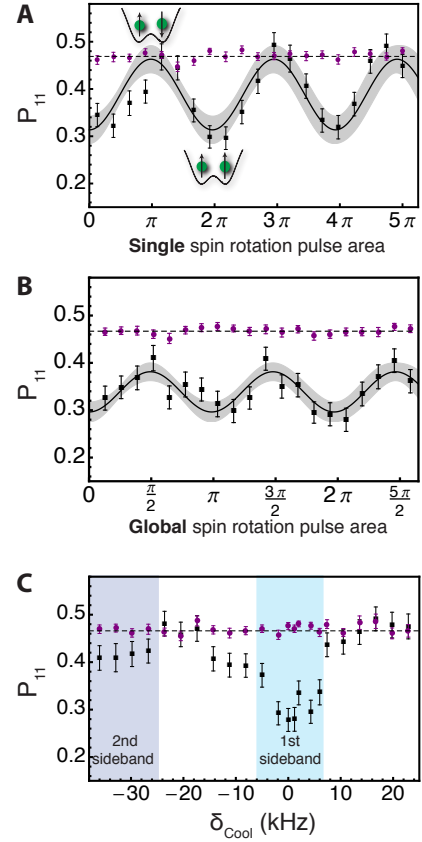 A
0.5
0.4
0.3
0.2
P11
0 π 2π 3π 4π 5π
Single spin rotation pulse area
B
0.5
0.4
0.3
0.2
P11
0 π/2 π 3π/2 2π 5π/2
Global spin rotation pulse area
C
0.5
0.4
0.3
0.2
P11
2nd sideband
1st sideband
−30 −20 −10 0 10 20
δCool (kHz)